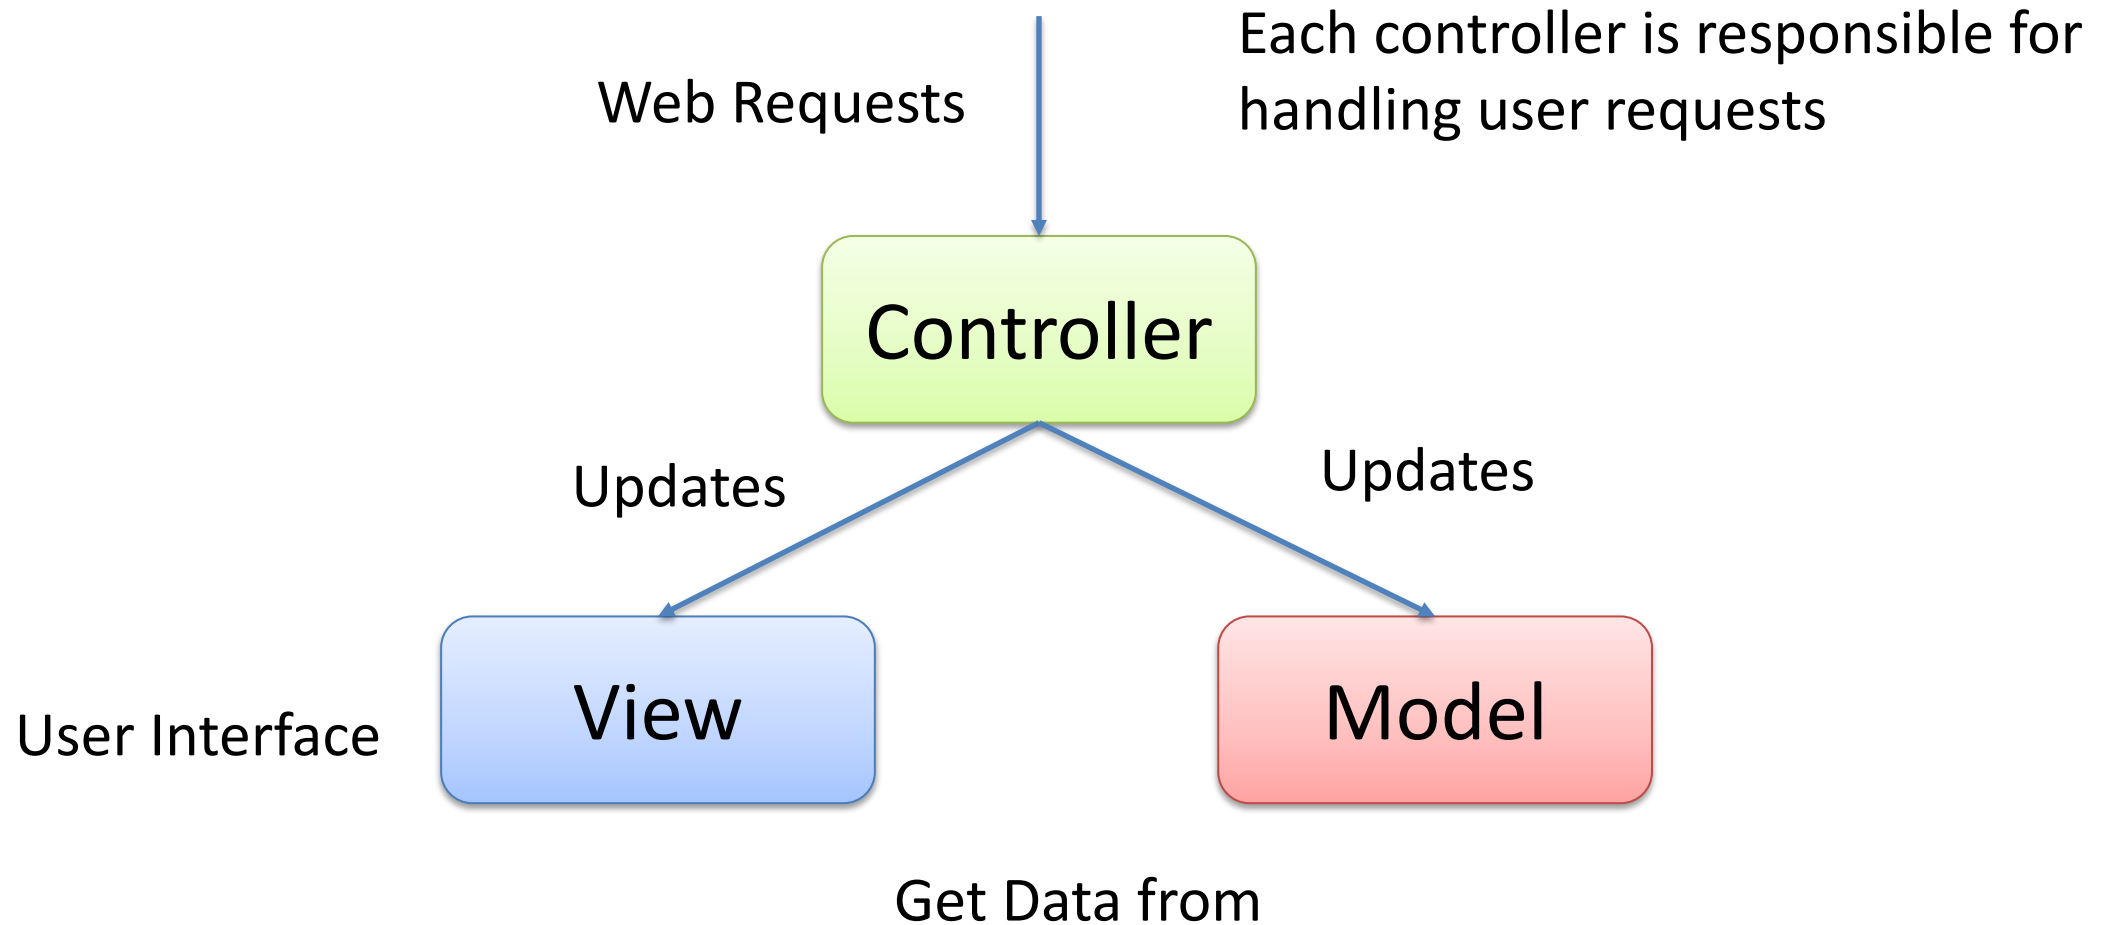 Each controller is responsible for
handling user requests
Web Requests
Controller
Updates
Updates
View
Model
User Interface
Get Data from